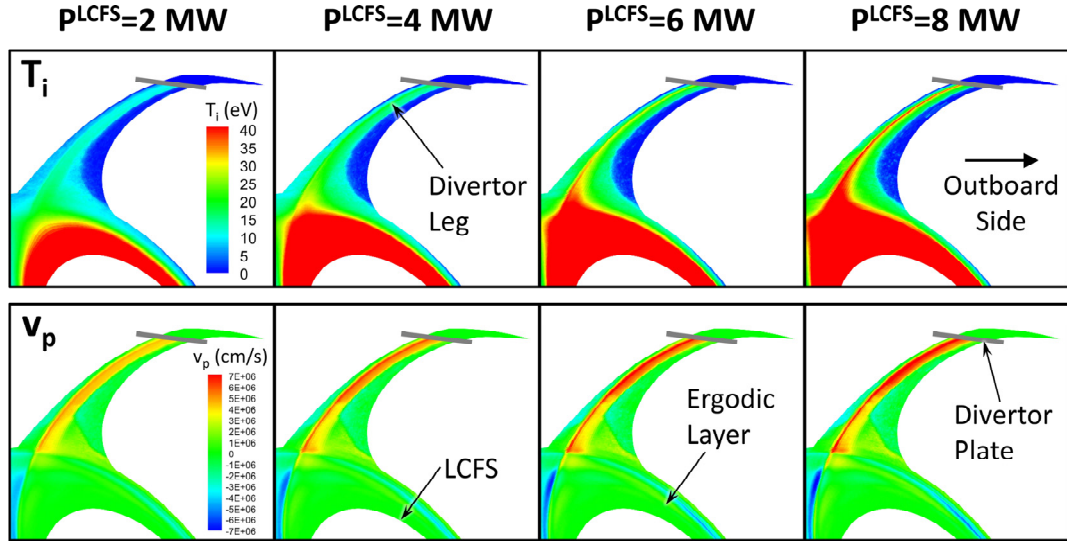 P^LCFS=2 MW
P^LCFS=4 MW
P^LCFS=6 MW
P^LCFS=8 MW
T_i
T_i (eV)
40
35
30
25
20
15
10
5
0
Divertor
Leg
Outboard
Side
v_p
v_p (cm/s)
7E+06
6E+06
5E+06
4E+06
3E+06
2E+06
1E+06
0
-1E+06
-2E+06
-3E+06
-4E+06
-5E+06
-6E+06
-7E+06
LCFS
Ergodic
Layer
Divertor
Plate